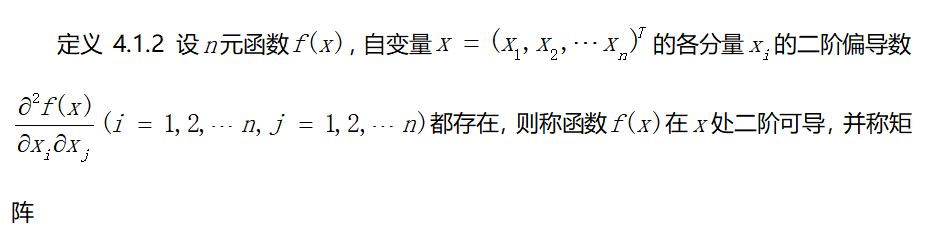 定义 4.1.2 设n元函数f(x)，自变量x = (x₁, x₂, ⋯ xₙ)ᵀ 的各分量xᵢ的二阶偏导数
∂²f(x)/∂xᵢ∂xⱼ (i = 1,2,⋯ n, j = 1,2,⋯ n)都存在，则称函数f(x)在x处二阶可导，并称矩
阵